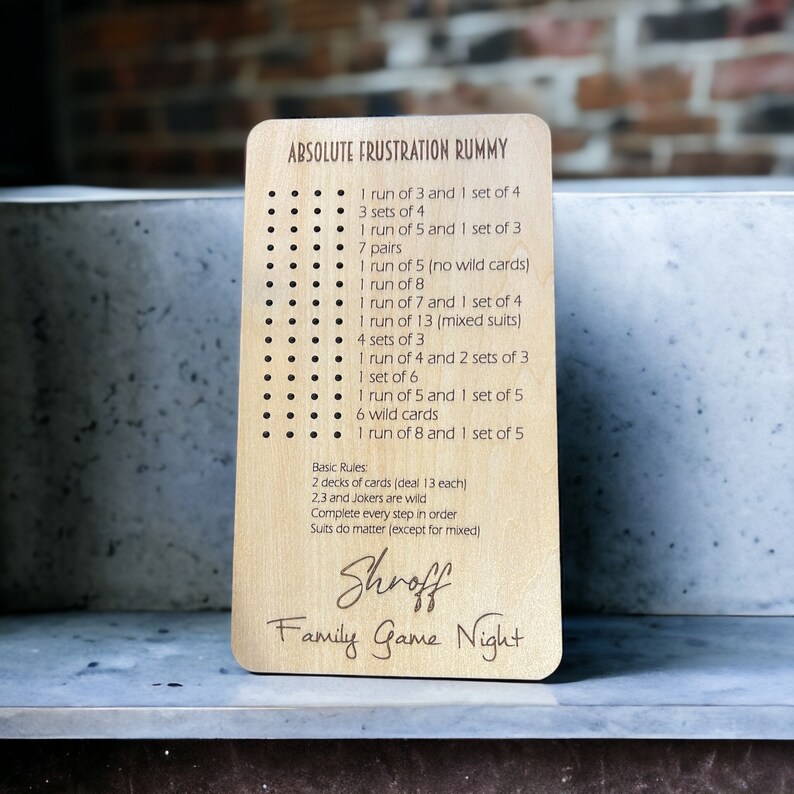 ABSOLUTE FRUSTRATION RUMMY
1 run of 3 and 1 set of 4
3 sets of 4
1 run of 5 and 1 set of 3
7 pairs
1 run of 5 (no wild cards)
1 run of 8
1 run of 7 and 1 set of 4
1 run of 13 (mixed suits)
4 sets of 3
1 run of 4 and 2 sets of 3
1 set of 6
1 run of 5 and 1 set of 5
6 wild cards
1 run of 8 and 1 set of 5
Basic Rules:
2 decks of cards (deal 13 each)
2,3 and Jokers are wild
Complete every step in order
Suits do matter (except for mixed)
Shroff
Family Game Night